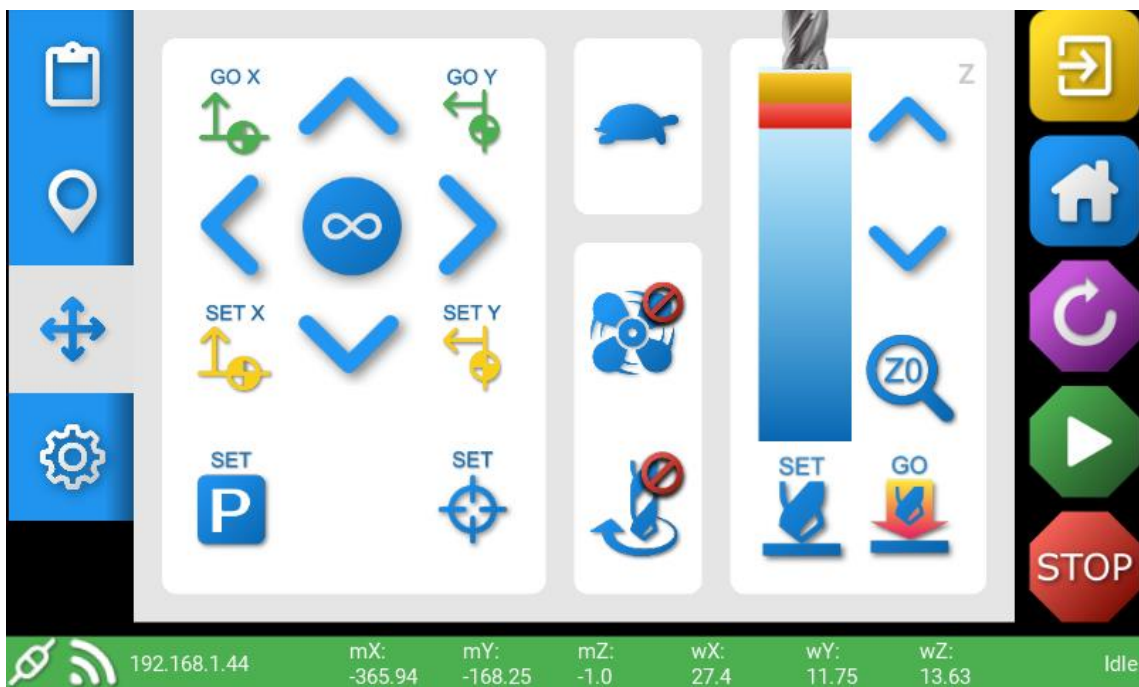 GO X
GO Y
Z
SET X
SET Y
Z0
SET
SET
SET
GO
P
STOP
192.168.1.44
mX: mY: mZ: wX: wY: wZ:
-365.94 -168.25 -1.0 27.4 11.75 13.63
Idle